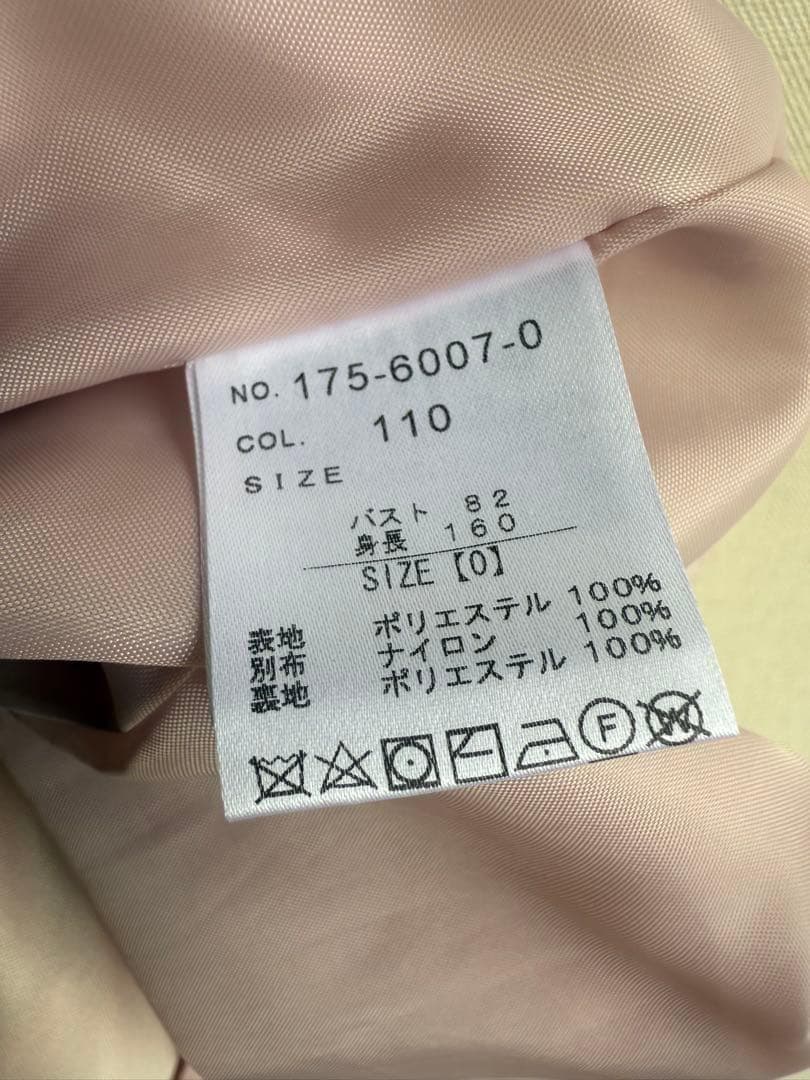 NO. 175-6007-0
COL. 110
SIZE
バスト 82
身長 160
SIZE【0】
表地 ポリエステル 100%
別布 ナイロン 100%
裏地 ポリエステル 100%
F W